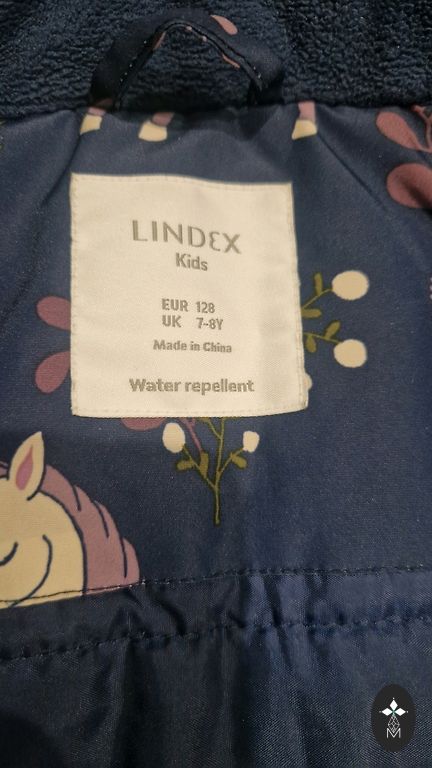 LINDEX
Kids
EUR 128
UK 7-8Y
Made in China
Water repellent